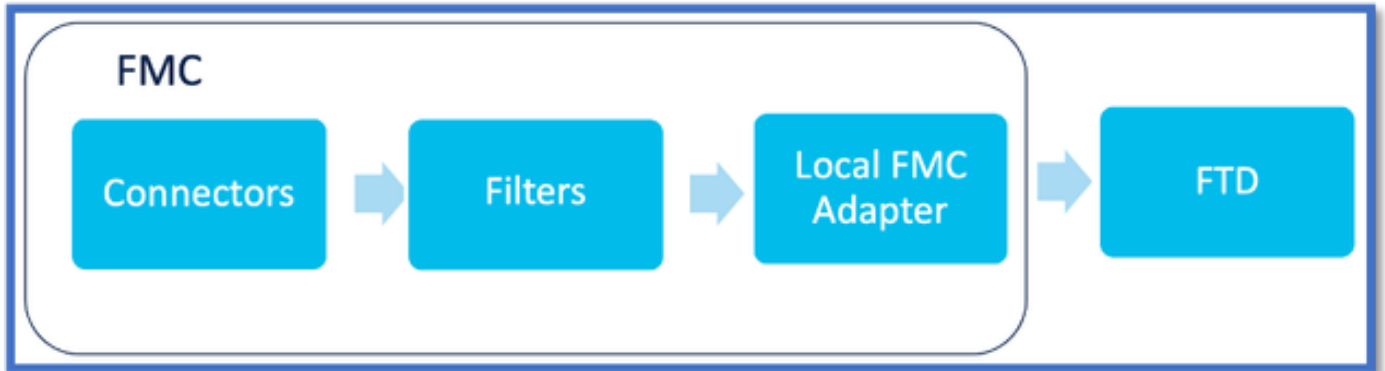 FMC
Connectors
Filters
Local FMC
Adapter
FTD